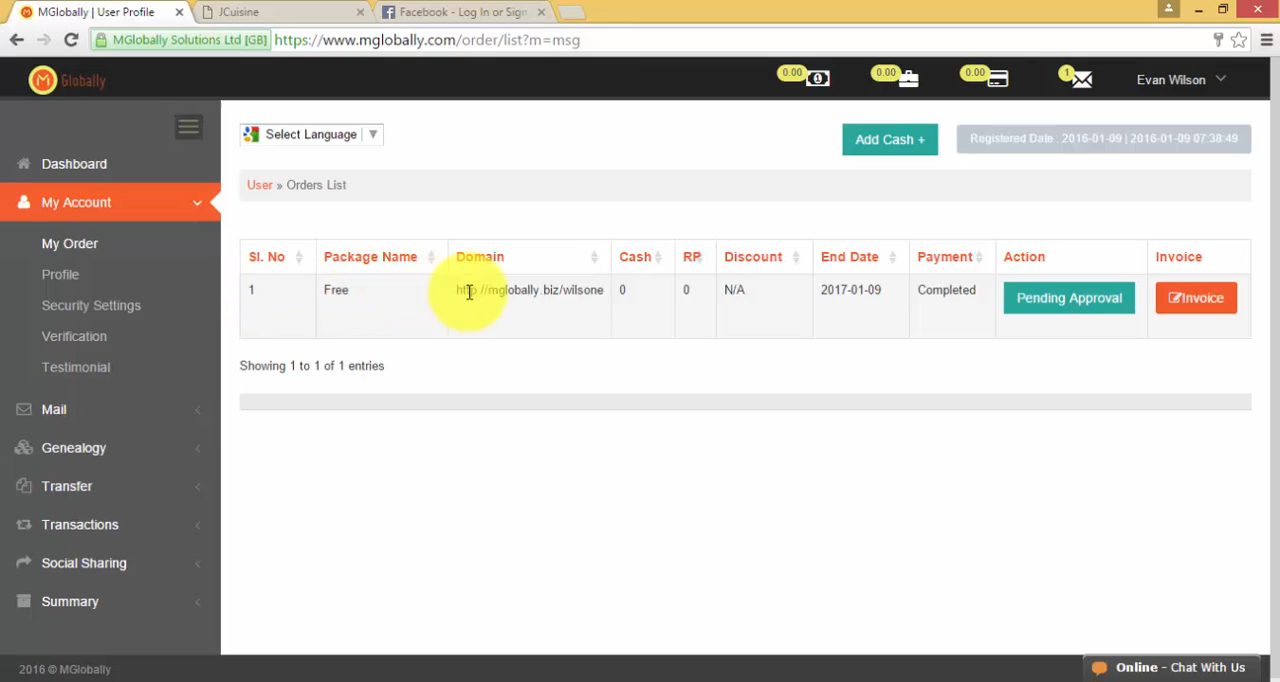 MGlobally | User Profile
JCuisine
Facebook - Log In or Sign
MGlobally Solutions Ltd [GB] https://www.mglobally.com/order/list?m=msg
M Globally
0.00 0.00 0.00 1 Evan Wilson
Select Language ▼
Add Cash +
Registered Date : 2016-01-09 | 2016-01-09 07:38:49
Dashboard
My Account
My Order
Profile
Security Settings
Verification
Testimonial
Mail
Genealogy
Transfer
Transactions
Social Sharing
Summary
User » Orders List
Sl. No Package Name Domain Cash RP Discount End Date Payment Action Invoice
1 Free http://mglobally.biz/wilsone 0 0 N/A 2017-01-09 Completed Pending Approval Invoice
Showing 1 to 1 of 1 entries
2016 © MGlobally
Online - Chat With Us